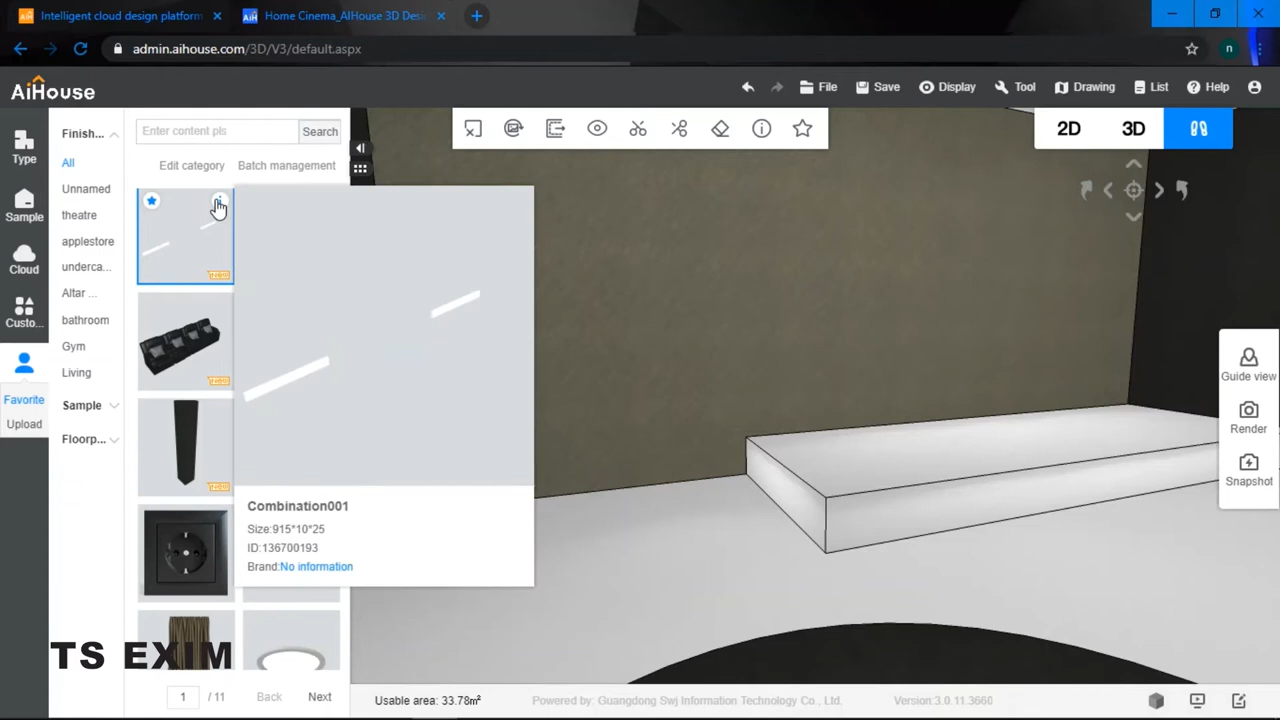 Intelligent cloud design platform
Home Cinema_AIHouse 3D Desi
admin.aihouse.com/3D/V3/default.aspx
n
AiHouse
File
Save
Display
Tool
Drawing
List
Help
Type
Sample
Cloud
Custo...
Favorite
Upload
Finish...
All
Unnamed
theatre
applestore
underca...
Altar ...
bathroom
Gym
Living
Sample
Floorp...
Enter content pls
Search
Edit category
Batch management
Combination001
Size:915*10*25
ID:136700193
Brand:No information
2D
3D
Guide view
Render
Snapshot
TS EXIM
1
/ 11
Back
Next
Usable area: 33.78m²
Powered by: Guangdong Swj Information Technology Co., Ltd.
Version:3.0.11.3660